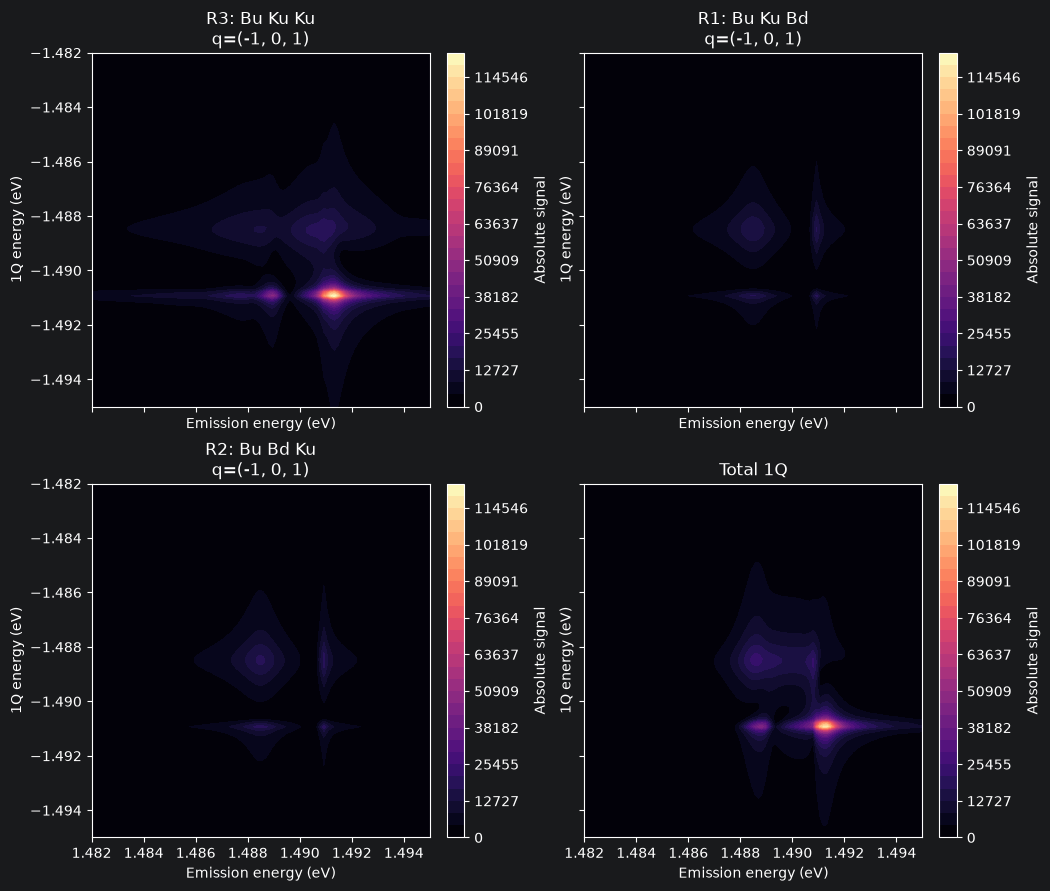 R3: Bu Ku Ku
q=(-1, 0, 1)
−1.482
−1.484
−1.486
−1.488
−1.490
−1.492
−1.494
1Q energy (eV)
Emission energy (eV)
114546
101819
89091
76364
63637
50909
38182
25455
12727
0
Absolute signal
R1: Bu Ku Bd
q=(-1, 0, 1)
1Q energy (eV)
Emission energy (eV)
114546
101819
89091
76364
63637
50909
38182
25455
12727
0
Absolute signal
R2: Bu Bd Ku
q=(-1, 0, 1)
−1.482
−1.484
−1.486
−1.488
−1.490
−1.492
−1.494
1Q energy (eV)
1.482 1.484 1.486 1.488 1.490 1.492 1.494
Emission energy (eV)
114546
101819
89091
76364
63637
50909
38182
25455
12727
0
Absolute signal
Total 1Q
1Q energy (eV)
1.482 1.484 1.486 1.488 1.490 1.492 1.494
Emission energy (eV)
114546
101819
89091
76364
63637
50909
38182
25455
12727
0
Absolute signal